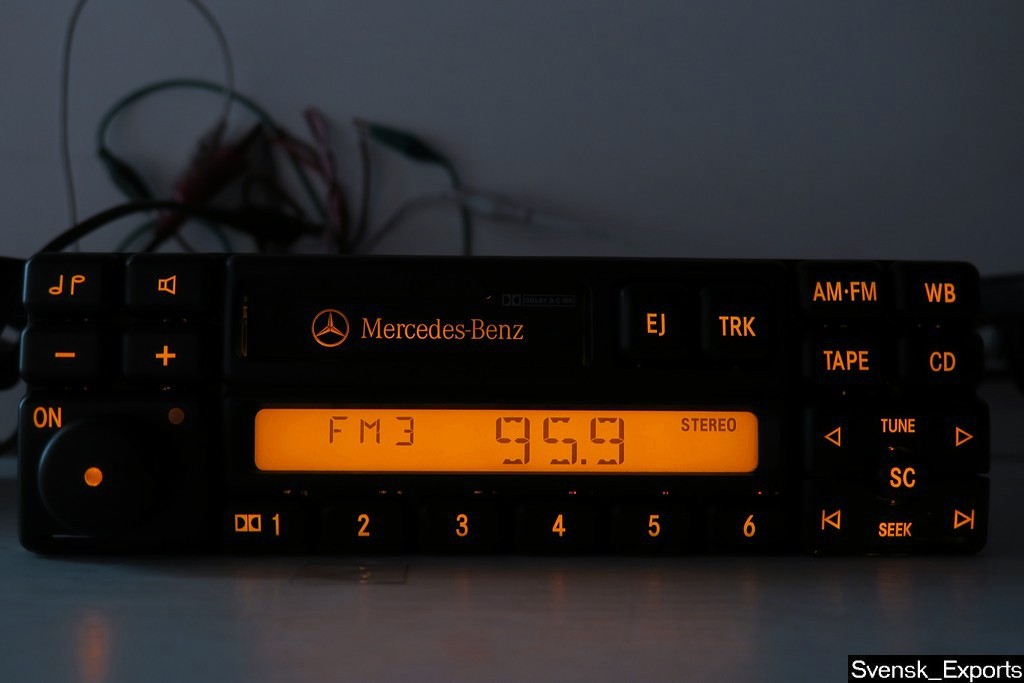 AM·FM
WB
Mercedes-Benz
EJ
TRK
TAPE
CD
ON
FM3 95.9 STEREO
TUNE
SC
SEEK
1 2 3 4 5 6
Svensk_Exports